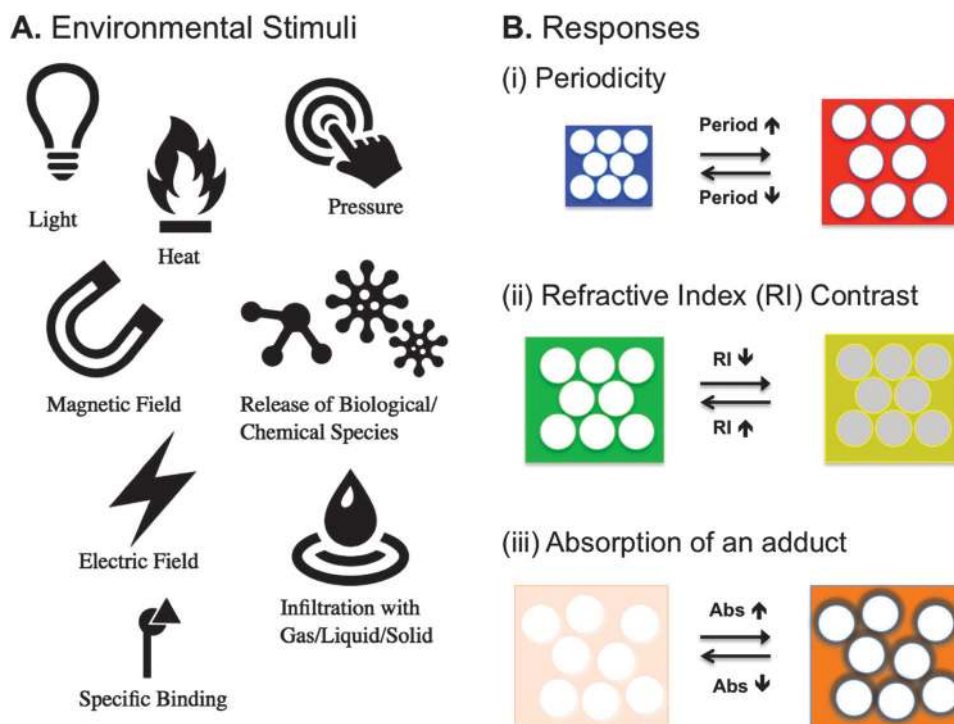 A. Environmental Stimuli
Light
Heat
Pressure
Magnetic Field
Release of Biological/
Chemical Species
Electric Field
Infiltration with
Gas/Liquid/Solid
Specific Binding
B. Responses
(i) Periodicity
Period ↑
Period ↓
(ii) Refractive Index (RI) Contrast
RI ↓
RI ↑
(iii) Absorption of an adduct
Abs ↑
Abs ↓